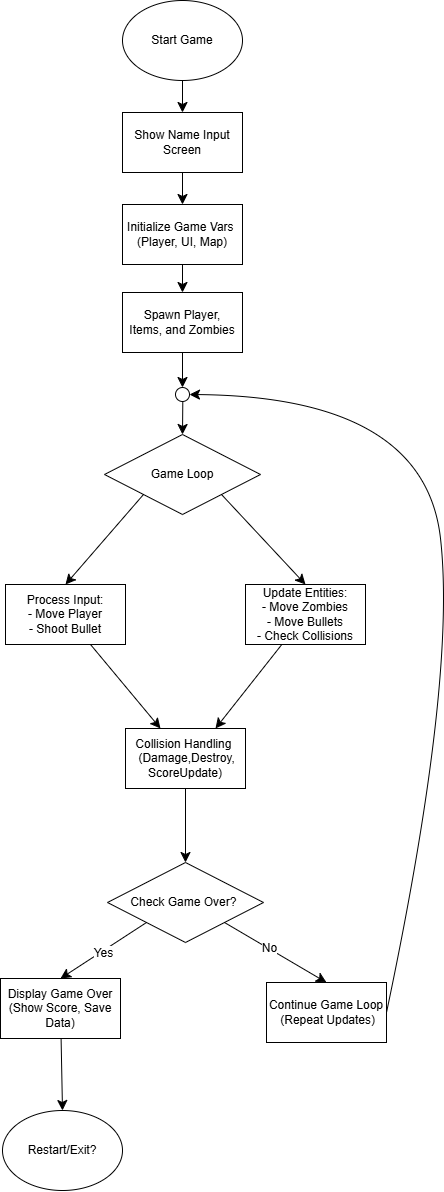 Start Game
Show Name Input
Screen
Initialize Game Vars
(Player, UI, Map)
Spawn Player,
Items, and Zombies
Game Loop
Process Input:
- Move Player
- Shoot Bullet
Update Entities:
- Move Zombies
- Move Bullets
- Check Collisions
Collision Handling
(Damage,Destroy,
ScoreUpdate)
Check Game Over?
Yes
No
Display Game Over
(Show Score, Save
Data)
Continue Game Loop
(Repeat Updates)
Restart/Exit?